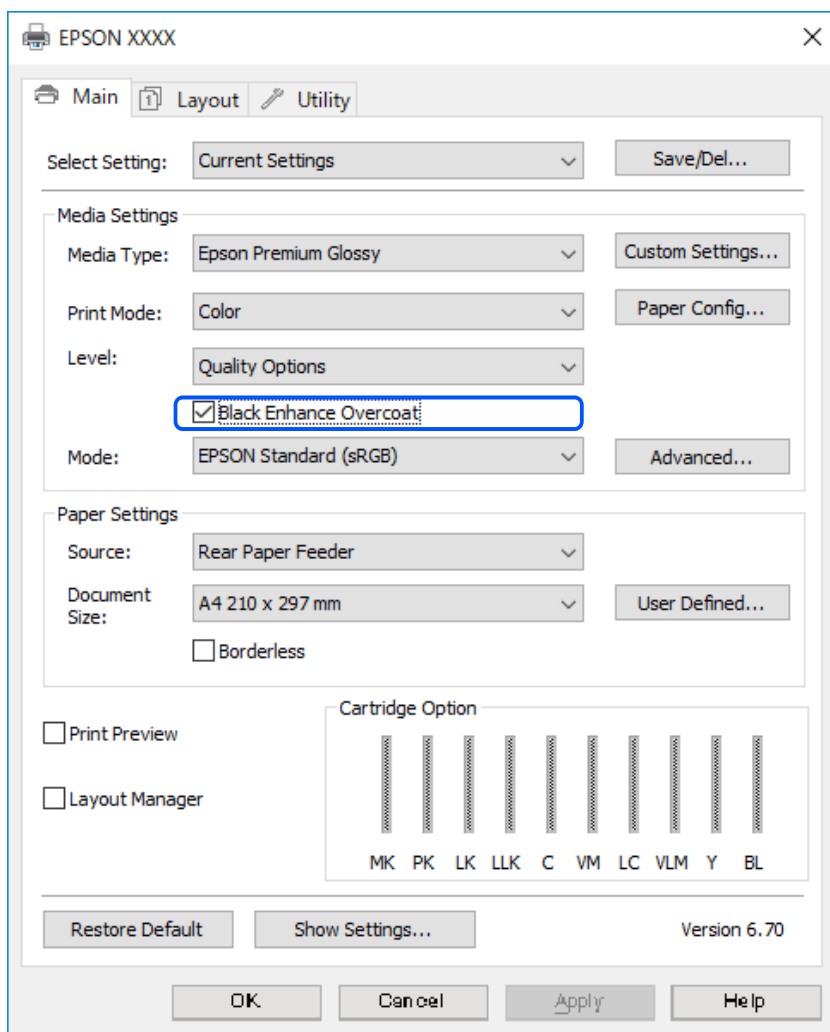 EPSON XXXX
Main Layout Utility
Select Setting: Current Settings Save/Del...
Media Settings
Media Type: Epson Premium Glossy Custom Settings...
Print Mode: Color Paper Config...
Level: Quality Options
Black Enhance Overcoat
Mode: EPSON Standard (sRGB) Advanced...
Paper Settings
Source: Rear Paper Feeder
Document
Size: A4 210 x 297 mm User Defined...
Borderless
Cartridge Option
Print Preview
Layout Manager
MK PK LK LLK C VM LC VLM Y BL
Restore Default Show Settings... Version 6.70
OK Cancel Apply Help